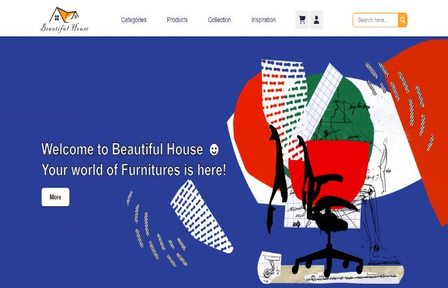 Beautiful House
Categories
Products
Collection
Inspiration
Search here...
Welcome to Beautiful House ☻
Your world of Furnitures is here!
More